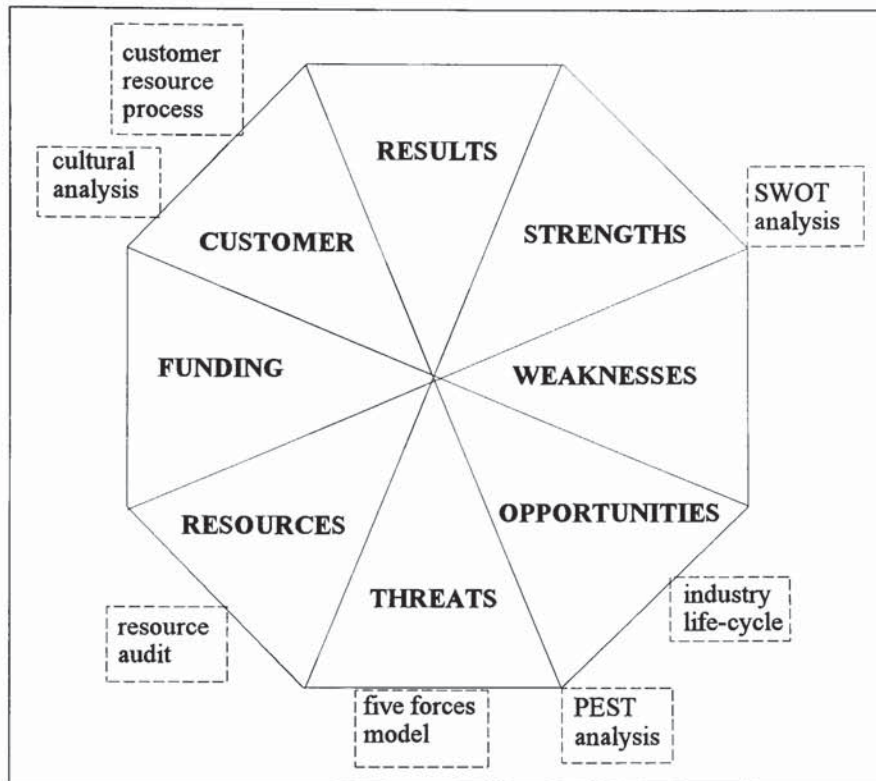 customer
resource
process
cultural
analysis
RESULTS
CUSTOMER
STRENGTHS
SWOT
analysis
FUNDING
WEAKNESSES
RESOURCES
OPPORTUNITIES
THREATS
industry
life-cycle
resource
audit
five forces
model
PEST
analysis